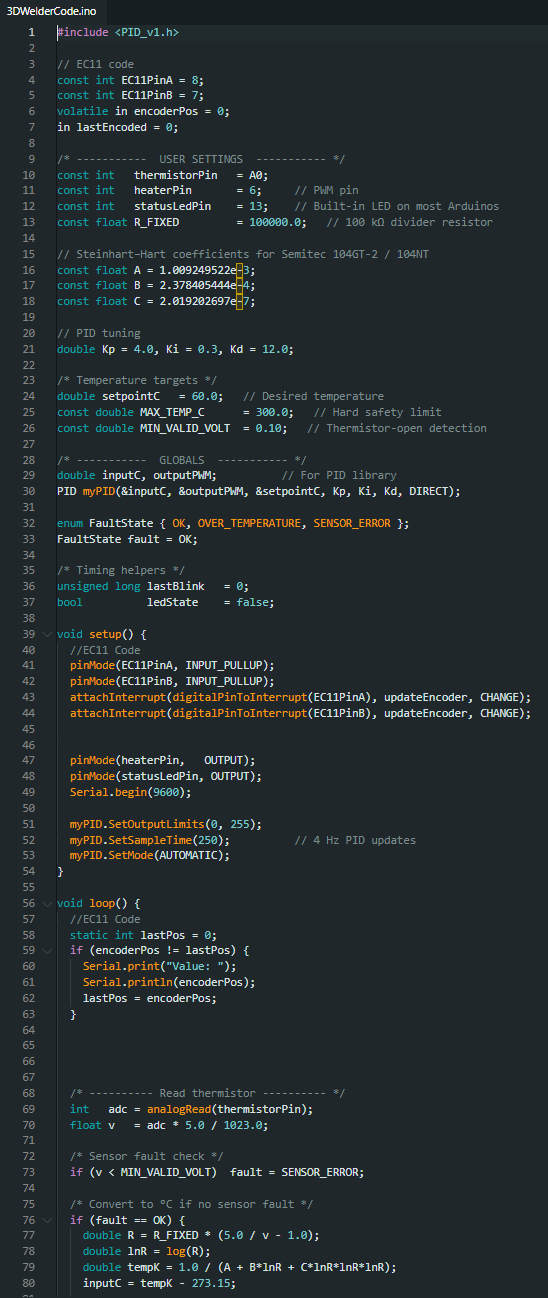 3DWelderCode.ino
1 #include <PID_v1.h>
2
3 // EC11 code
4 const int EC11PinA = 8;
5 const int EC11PinB = 7;
6 volatile in encoderPos = 0;
7 in lastEncoded = 0;
8
9 /* ----------- USER SETTINGS ----------- */
10 const int thermistorPin = A0;
11 const int heaterPin = 6; // PWM pin
12 const int statusLedPin = 13; // Built-in LED on most Arduinos
13 const float R_FIXED = 100000.0; // 100 kΩ divider resistor
14
15 // Steinhart-Hart coefficients for Semitec 104GT-2 / 104NT
16 const float A = 1.009249522e-3;
17 const float B = 2.378405444e-4;
18 const float C = 2.019202697e-7;
19
20 // PID tuning
21 double Kp = 4.0, Ki = 0.3, Kd = 12.0;
22
23 /* Temperature targets */
24 double setpointC = 60.0; // Desired temperature
25 const double MAX_TEMP_C = 300.0; // Hard safety limit
26 const double MIN_VALID_VOLT = 0.10; // Thermistor-open detection
27
28 /* ----------- GLOBALS ----------- */
29 double inputC, outputPWM; // For PID library
30 PID myPID(&inputC, &outputPWM, &setpointC, Kp, Ki, Kd, DIRECT);
31
32 enum FaultState { OK, OVER_TEMPERATURE, SENSOR_ERROR };
33 FaultState fault = OK;
34
35 /* Timing helpers */
36 unsigned long lastBlink = 0;
37 bool ledState = false;
38
39 void setup() {
40 //EC11 Code
41 pinMode(EC11PinA, INPUT_PULLUP);
42 pinMode(EC11PinB, INPUT_PULLUP);
43 attachInterrupt(digitalPinToInterrupt(EC11PinA), updateEncoder, CHANGE);
44 attachInterrupt(digitalPinToInterrupt(EC11PinB), updateEncoder, CHANGE);
45
46
47 pinMode(heaterPin, OUTPUT);
48 pinMode(statusLedPin, OUTPUT);
49 Serial.begin(9600);
50
51 myPID.SetOutputLimits(0, 255);
52 myPID.SetSampleTime(250); // 4 Hz PID updates
53 myPID.SetMode(AUTOMATIC);
54 }
55
56 void loop() {
57 //EC11 Code
58 static int lastPos = 0;
59 if (encoderPos != lastPos) {
60 Serial.print("Value: ");
61 Serial.println(encoderPos);
62 lastPos = encoderPos;
63 }
64
65
66
67
68 /* ---------- Read thermistor ---------- */
69 int adc = analogRead(thermistorPin);
70 float v = adc * 5.0 / 1023.0;
71
72 /* Sensor fault check */
73 if (v < MIN_VALID_VOLT) fault = SENSOR_ERROR;
74
75 /* Convert to °C if no sensor fault */
76 if (fault == OK) {
77 double R = R_FIXED * (5.0 / v - 1.0);
78 double lnR = log(R);
79 double tempK = 1.0 / (A + B*lnR + C*lnR*lnR*lnR);
80 inputC = tempK - 273.15;